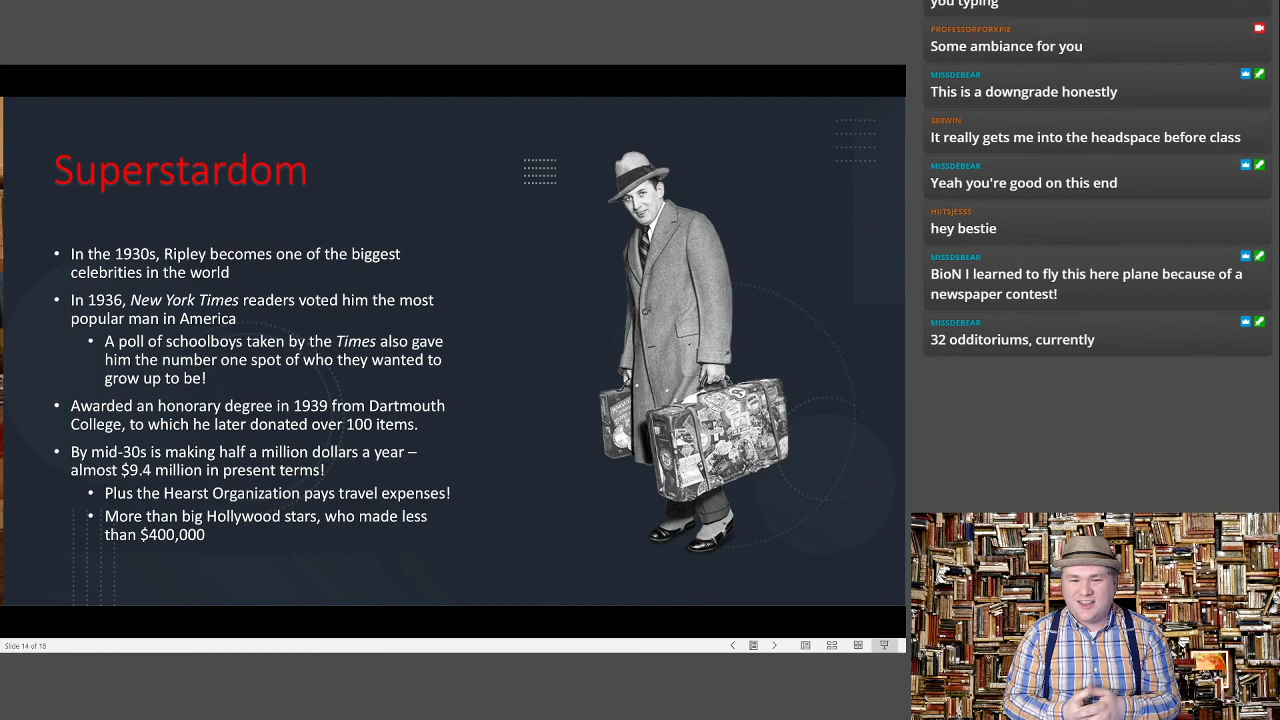 Superstardom
• In the 1930s, Ripley becomes one of the biggest
celebrities in the world
• In 1936, New York Times readers voted him the most
popular man in America
• A poll of schoolboys taken by the Times also gave
him the number one spot of who they wanted to
grow up to be!
• Awarded an honorary degree in 1939 from Dartmouth
College, to which he later donated over 100 items.
• By mid-30s is making half a million dollars a year –
almost $9.4 million in present terms!
• Plus the Hearst Organization pays travel expenses!
• More than big Hollywood stars, who made less
than $400,000
Slide 14 of 16
you typing
PROFESSORPORKPIE
Some ambiance for you
MISSDEBEAR
This is a downgrade honestly
380WIN
It really gets me into the headspace before class
MISSDEBEAR
Yeah you're good on this end
HIITSJESSS
hey bestie
MISSDEBEAR
BioN I learned to fly this here plane because of a
newspaper contest!
MISSDEBEAR
32 odditoriums, currently